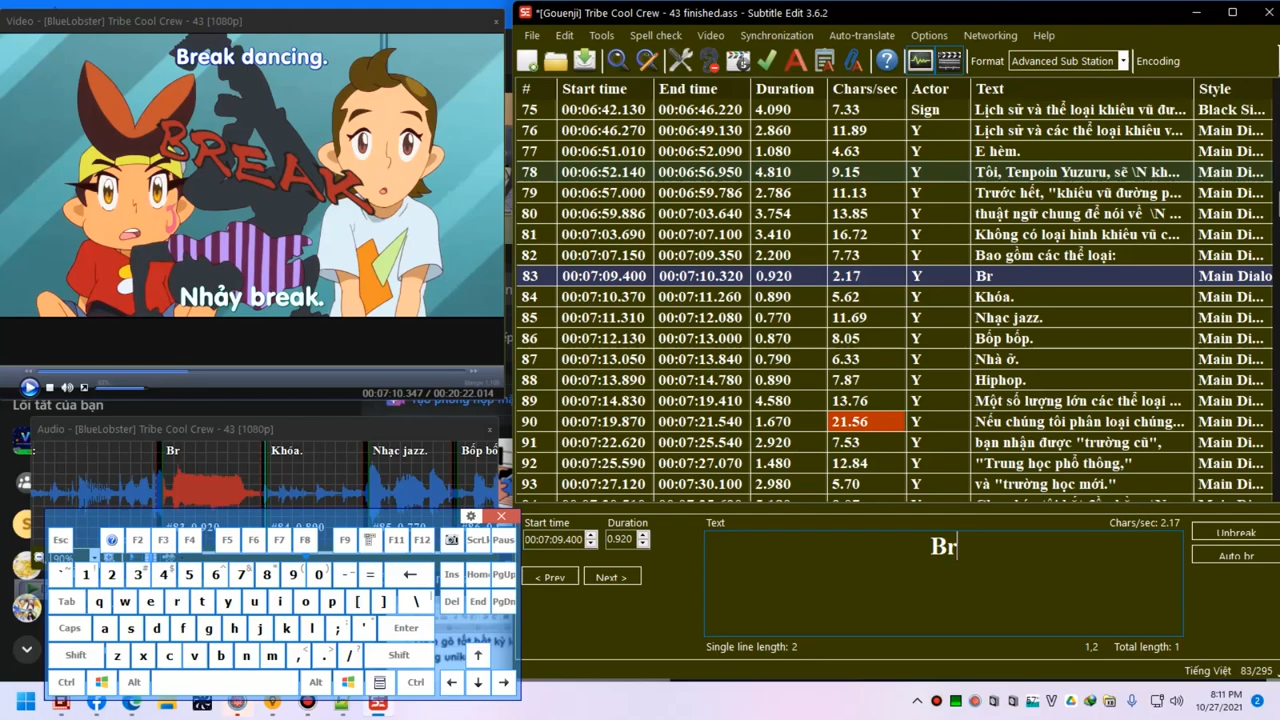 Video - [BlueLobster] Tribe Cool Crew - 43 [1080p]
x
Break dancing.
BREAK
Nhảy break.
00:07:10.347 / 00:20:22.014
Lối tắt của bạn
Audio - [BlueLobster] Tribe Cool Crew - 43 [1080p]
x
Br
Khóa.
Nhạc jazz.
Bốp bố
#83 0.920
#84 0.890
#85 0.770
90%
Esc F2 F3 F4 F5 F6 F7 F8 F9 F11 F12 ScrL Pause
` ~ 1 ! 2 3 4 $ 5 6 ^ 7 & 8 * 9 ( 0 ) - = ← Ins Home PgUp
Tab q w e r t y u i o p [ ] \ Del End PgDn
Caps a s d f g h j k l ; : ' " Enter
Shift z x c v b n m , < . > / ? Shift ↑
Ctrl Alt Alt Ctrl ← ↓ →
SE *[Gouenji] Tribe Cool Crew - 43 finished.ass - Subtitle Edit 3.6.2
File Edit Tools Spell check Video Synchronization Auto-translate Options Networking Help
Format Advanced Sub Station Encoding
# Start time End time Duration Chars/sec Actor Text Style
75 00:06:42.130 00:06:46.220 4.090 7.33 Sign Lịch sử và thể loại khiêu vũ đư... Black Si...
76 00:06:46.270 00:06:49.130 2.860 11.89 Y Lịch sử và các thể loại khiêu v... Main Di...
77 00:06:51.010 00:06:52.090 1.080 4.63 Y E hèm. Main Di...
78 00:06:52.140 00:06:56.950 4.810 9.15 Y Tôi, Tenpoin Yuzuru, sẽ \N kh... Main Di...
79 00:06:57.000 00:06:59.786 2.786 11.13 Y Trước hết, "khiêu vũ đường p... Main Di...
80 00:06:59.886 00:07:03.640 3.754 13.85 Y thuật ngữ chung để nói về \N ... Main Di...
81 00:07:03.690 00:07:07.100 3.410 16.72 Y Không có loại hình khiêu vũ c... Main Di...
82 00:07:07.150 00:07:09.350 2.200 7.73 Y Bao gồm các thể loại: Main Di...
83 00:07:09.400 00:07:10.320 0.920 2.17 Y Br Main Dialo
84 00:07:10.370 00:07:11.260 0.890 5.62 Y Khóa. Main Di...
85 00:07:11.310 00:07:12.080 0.770 11.69 Y Nhạc jazz. Main Di...
86 00:07:12.130 00:07:13.000 0.870 8.05 Y Bốp bốp. Main Di...
87 00:07:13.050 00:07:13.840 0.790 6.33 Y Nhà ở. Main Di...
88 00:07:13.890 00:07:14.780 0.890 7.87 Y Hiphop. Main Di...
89 00:07:14.830 00:07:19.410 4.580 13.76 Y Một số lượng lớn các thể loại ... Main Di...
90 00:07:19.870 00:07:21.540 1.670 21.56 Y Nếu chúng tôi phân loại chúng... Main Di...
91 00:07:22.620 00:07:25.540 2.920 7.53 Y bạn nhận được "trường cũ", Main Di...
92 00:07:25.590 00:07:27.070 1.480 12.84 Y "Trung học phổ thông," Main Di...
93 00:07:27.120 00:07:30.100 2.980 5.70 Y và "trường học mới." Main Di...
Start time Duration Text Chars/sec: 2.17
00:07:09.400 0.920
Br
Unbreak
Auto br
< Prev Next >
Single line length: 2 1,2 Total length: 1
Tiếng Việt 83/295
8:11 PM
10/27/2021
2